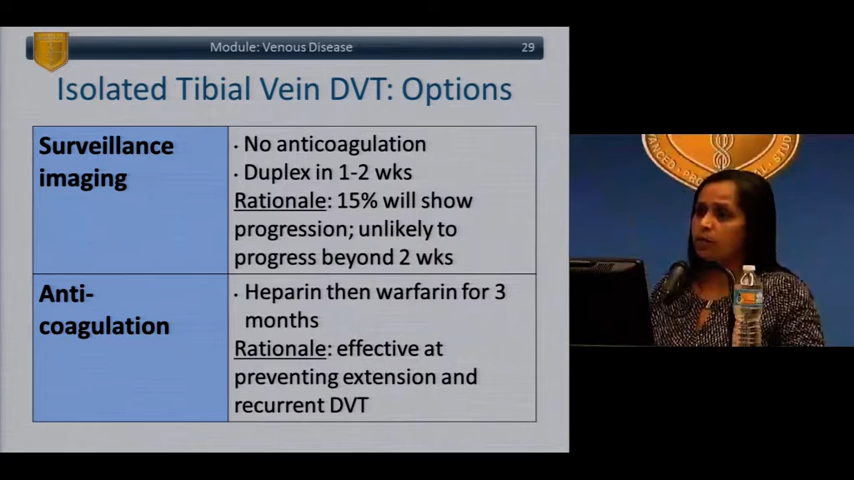 Module: Venous Disease
29
Isolated Tibial Vein DVT: Options
Surveillance
imaging
· No anticoagulation
· Duplex in 1-2 wks
Rationale: 15% will show
progression; unlikely to
progress beyond 2 wks
Anti-
coagulation
· Heparin then warfarin for 3
months
Rationale: effective at
preventing extension and
recurrent DVT